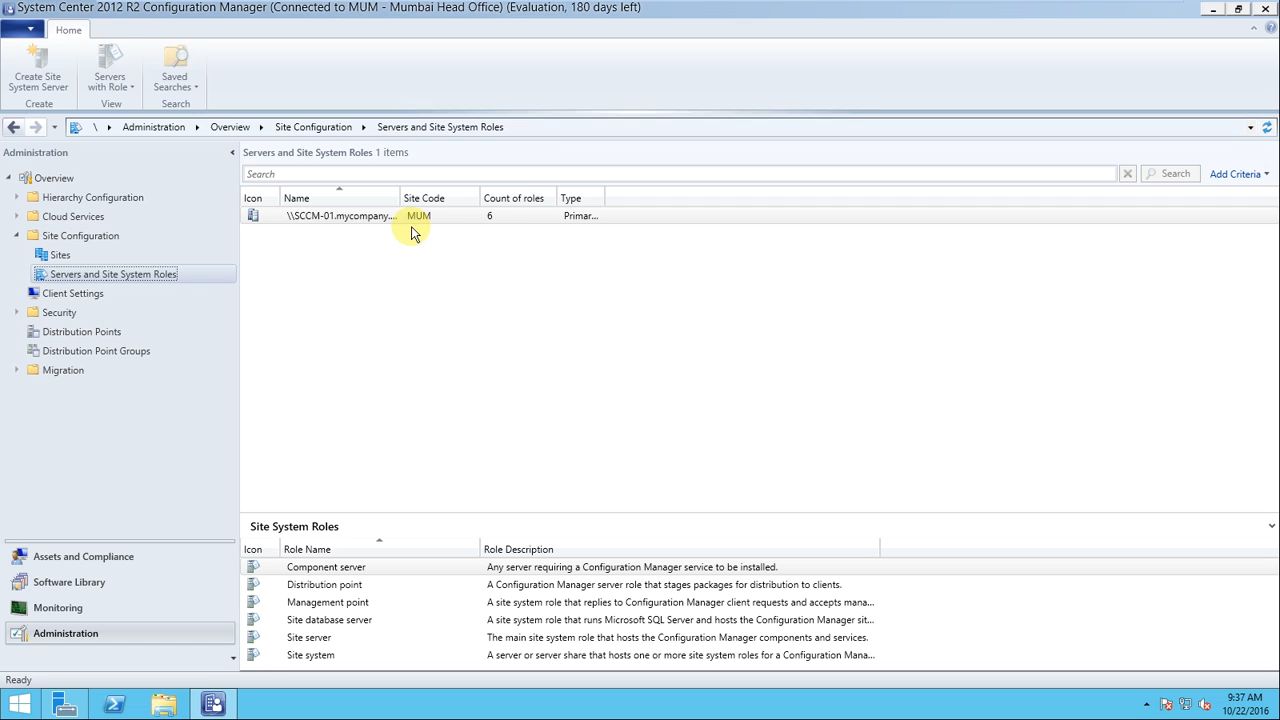 System Center 2012 R2 Configuration Manager (Connected to MUM - Mumbai Head Office) (Evaluation, 180 days left)
Home
Create Site
System Server
Servers
with Role
Saved
Searches
Create
View
Search
\ Administration Overview Site Configuration Servers and Site System Roles
Administration
Servers and Site System Roles 1 items
Search
Search
Add Criteria
Overview
Hierarchy Configuration
Cloud Services
Site Configuration
Sites
Servers and Site System Roles
Client Settings
Security
Distribution Points
Distribution Point Groups
Migration
Icon Name Site Code Count of roles Type
\\SCCM-01.mycompany.... MUM 6 Primar...
Site System Roles
Icon Role Name Role Description
Component server Any server requiring a Configuration Manager service to be installed.
Distribution point A Configuration Manager server role that stages packages for distribution to clients.
Management point A site system role that replies to Configuration Manager client requests and accepts mana...
Site database server A site system role that runs Microsoft SQL Server and hosts the Configuration Manager sit...
Site server The main site system role that hosts the Configuration Manager components and services.
Site system A server or server share that hosts one or more site system roles for a Configuration Mana...
Assets and Compliance
Software Library
Monitoring
Administration
Ready
9:37 AM
10/22/2016